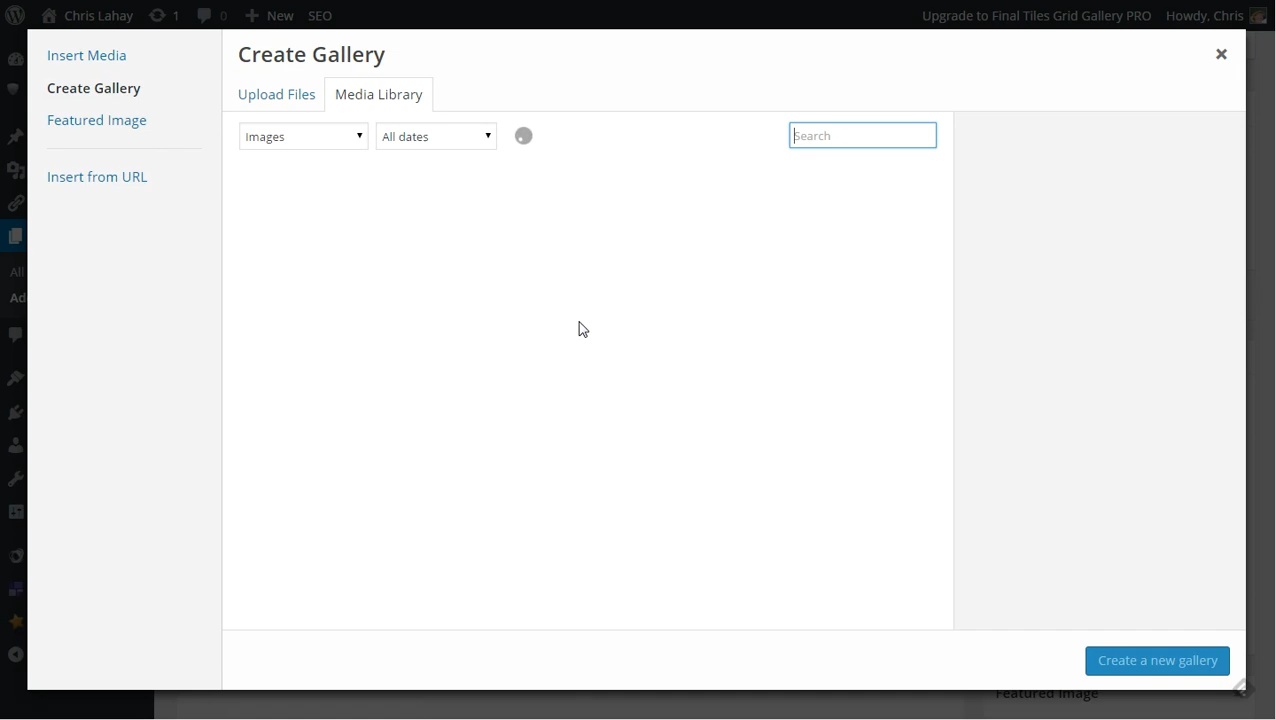 Chris Lahay 1 0 New SEO Upgrade to Final Tiles Grid Gallery PRO Howdy, Chris
Insert Media
Create Gallery
Featured Image
Insert from URL
Create Gallery
Upload Files Media Library
Images All dates Search
All
Ad
Create a new gallery
Featured Image